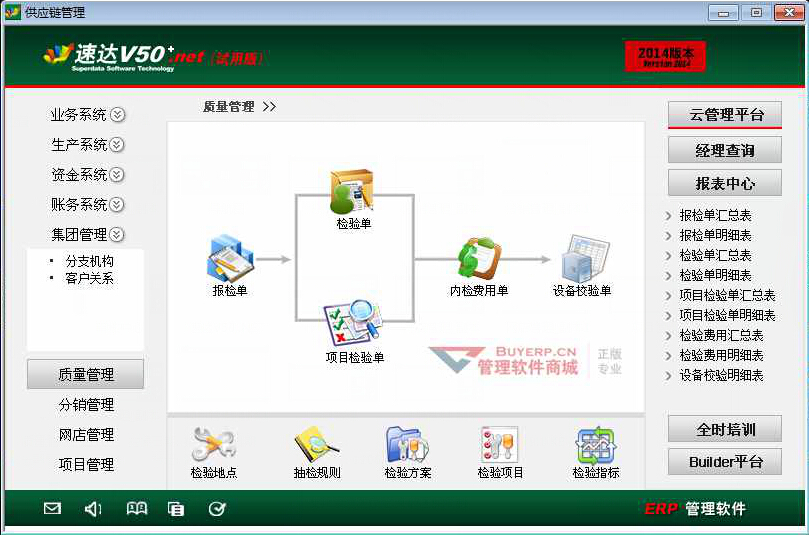 供应链管理
速达V50+.net (试用版)
Superdata Software Technology
2014版本
Version 2014
业务系统
生产系统
资金系统
账务系统
集团管理
分支机构
客户关系
质量管理
分销管理
网店管理
项目管理
质量管理 >>
检验单
报检单
项目检验单
内检费用单
设备校验单
BUYERP.CN
管理软件商城
正版
专业
检验地点
抽检规则
检验方案
检验项目
检验指标
云管理平台
经理查询
报表中心
报检单汇总表
报检单明细表
检验单汇总表
检验单明细表
项目检验单汇总表
项目检验单明细表
检验费用汇总表
检验费用明细表
设备校验明细表
全时培训
Builder平台
ERP 管理软件